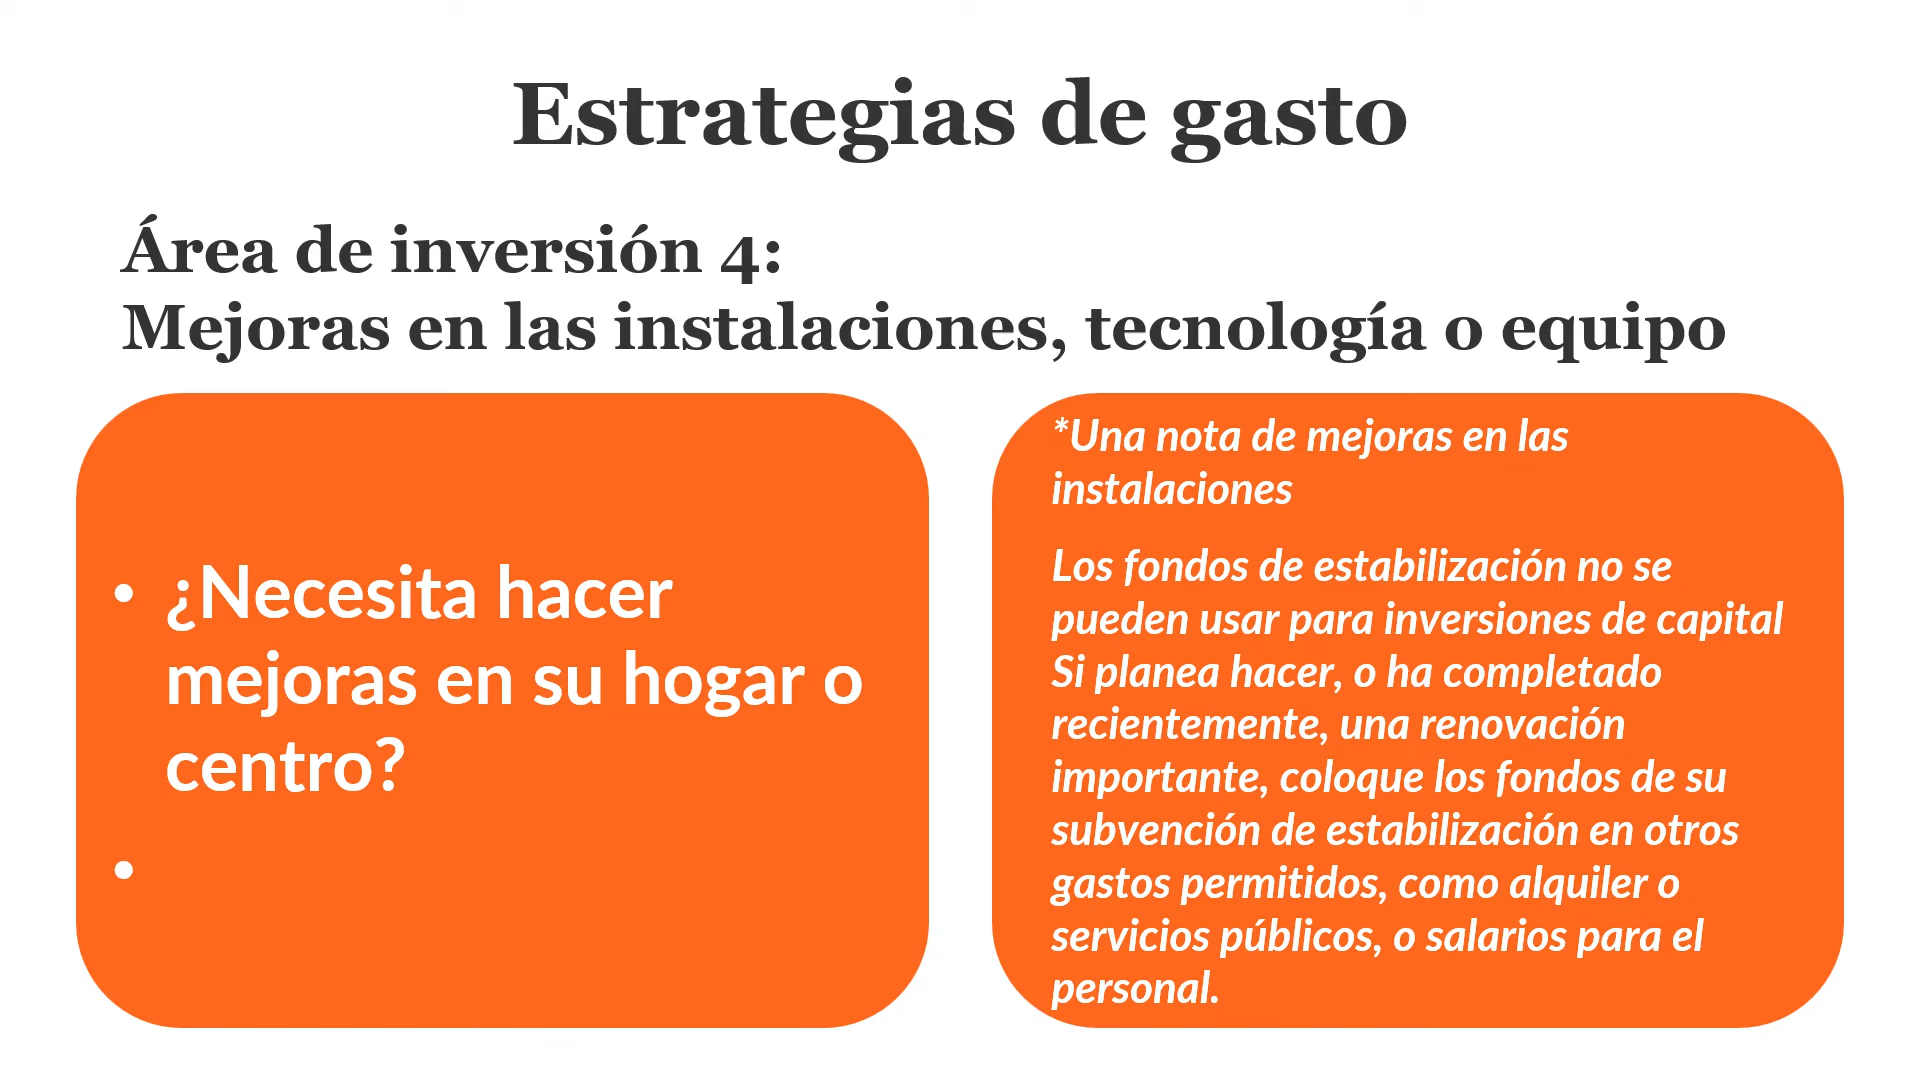 Estrategias de gasto
Área de inversión 4:
Mejoras en las instalaciones, tecnología o equipo
• ¿Necesita hacer
mejoras en su hogar o
centro?
•
*Una nota de mejoras en las
instalaciones
Los fondos de estabilización no se
pueden usar para inversiones de capital
Si planea hacer, o ha completado
recientemente, una renovación
importante, coloque los fondos de su
subvención de estabilización en otros
gastos permitidos, como alquiler o
servicios públicos, o salarios para el
personal.